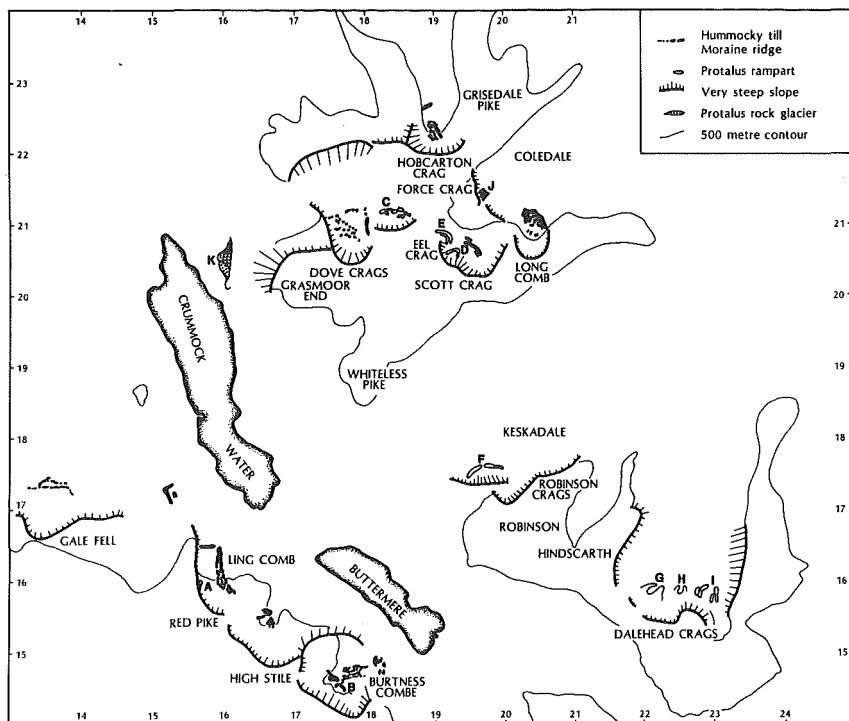 13 14 15 16 17 18 19 20 21
Hummocky till
Moraine ridge
Protalus rampart
Very steep slope
Protalus rock glacier
500 metre contour
23
GRISEDALE
PIKE
22
HOBCARTON
CRAG
COLEDALE
FORCE CRAG
J
21
C
E
EEL
CRAG
D
21
K
DOVE CRAGS
GRASMOOR
END
SCOTT CRAG
LONG
COMB
20
20
CRUMMOCK
WATER
19
WHITELESS
PIKE
19
18
KESKADALE
18
F
ROBINSON
CRAGS
17
GALE FELL
ROBINSON
17
HINDSCARTH
LING COMB
16
A
BUTTERMERE
G
H
I
16
RED PIKE
DALEHEAD CRAGS
15
HIGH STILE
B
BURTNESS
COMBE
15
14 15 16 17 18 19 20 21 22 23 24